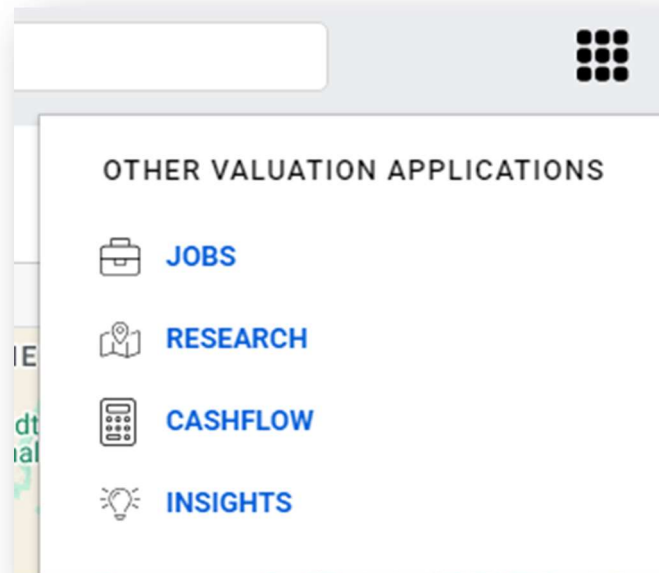 OTHER VALUATION APPLICATIONS
JOBS
RESEARCH
CASHFLOW
INSIGHTS